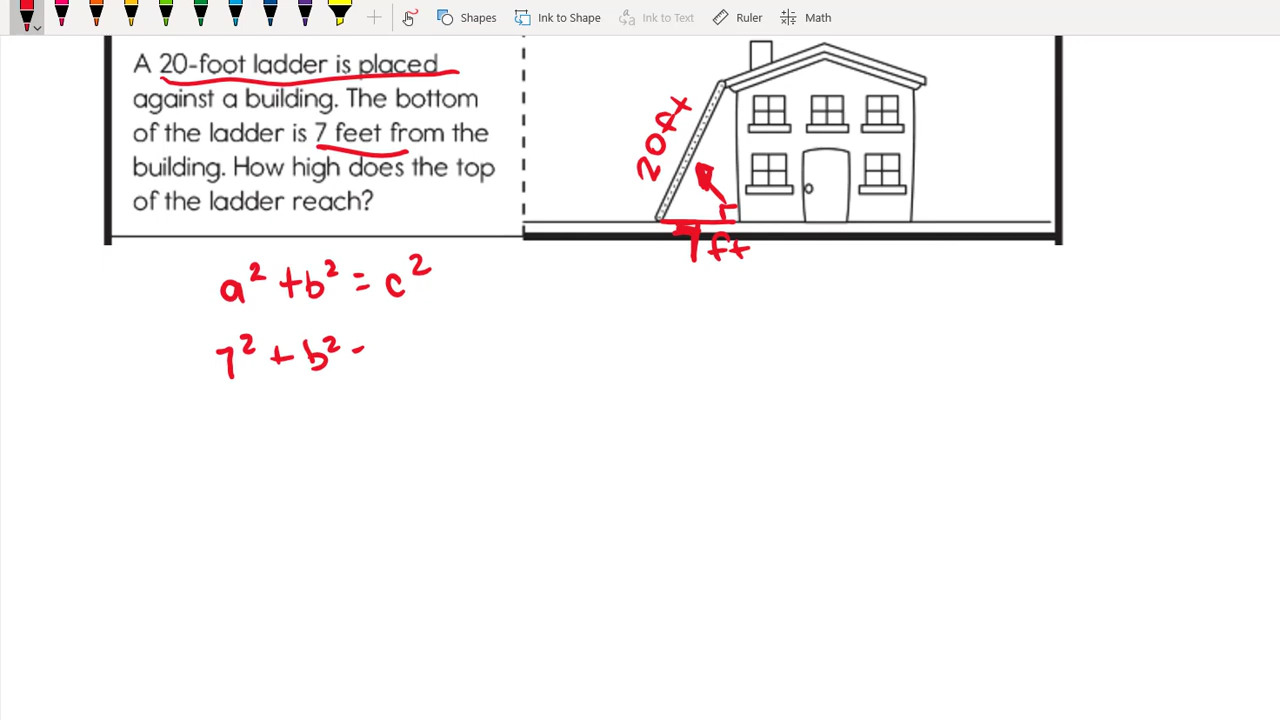 Shapes Ink to Shape Ink to Text Ruler Math
A 20-foot ladder is placed
against a building. The bottom
of the ladder is 7 feet from the
building. How high does the top
of the ladder reach?
20ft
7ft
a² + b² = c²
7² + b² -